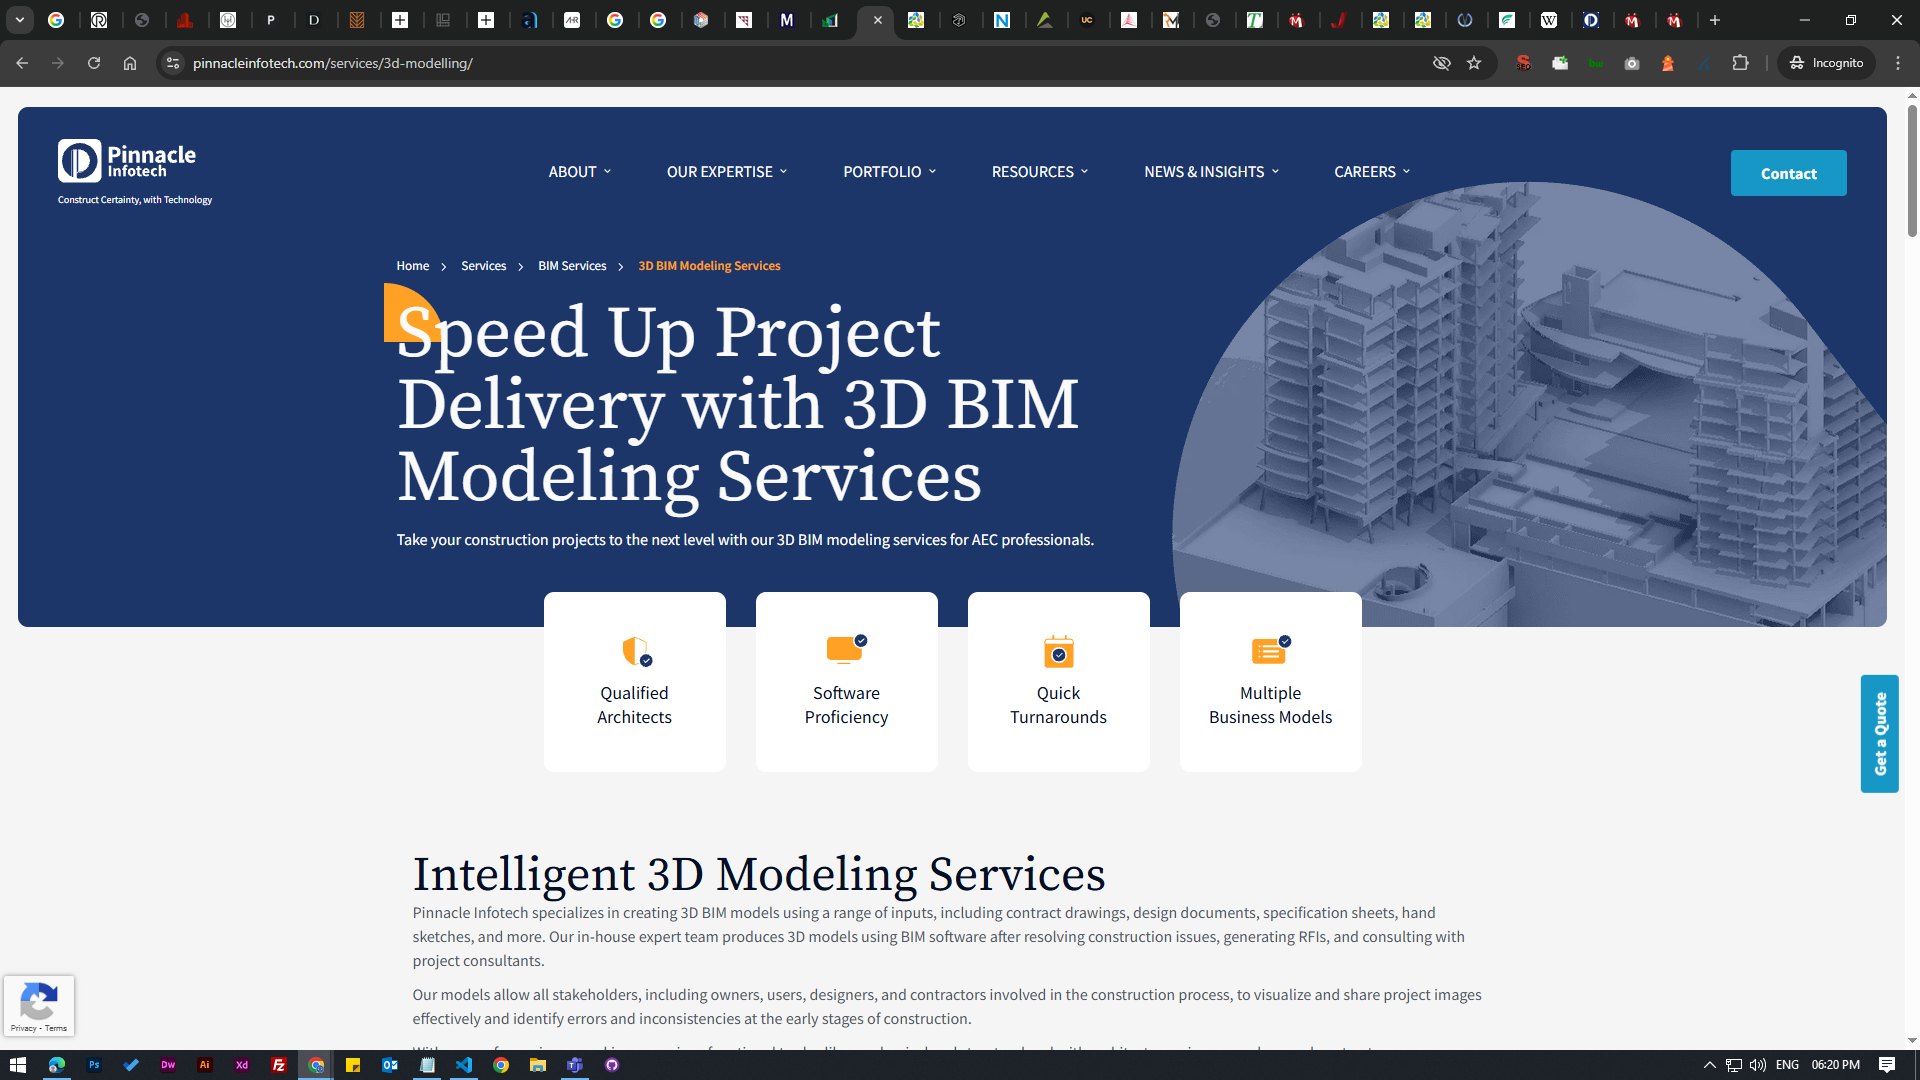 pinnacleinfotech.com/services/3d-modelling/
Incognito
Pinnacle
Infotech
Construct Certainty, with Technology
ABOUT
OUR EXPERTISE
PORTFOLIO
RESOURCES
NEWS & INSIGHTS
CAREERS
Contact
Home
Services
BIM Services
3D BIM Modeling Services
Speed Up Project
Delivery with 3D BIM
Modeling Services
Take your construction projects to the next level with our 3D BIM modeling services for AEC professionals.
Qualified
Architects
Software
Proficiency
Quick
Turnarounds
Multiple
Business Models
Get a Quote
Intelligent 3D Modeling Services
Pinnacle Infotech specializes in creating 3D BIM models using a range of inputs, including contract drawings, design documents, specification sheets, hand
sketches, and more. Our in-house expert team produces 3D models using BIM software after resolving construction issues, generating RFIs, and consulting with
project consultants.
Our models allow all stakeholders, including owners, users, designers, and contractors involved in the construction process, to visualize and share project images
effectively and identify errors and inconsistencies at the early stages of construction.
Privacy - Terms
ENG
06:20 PM